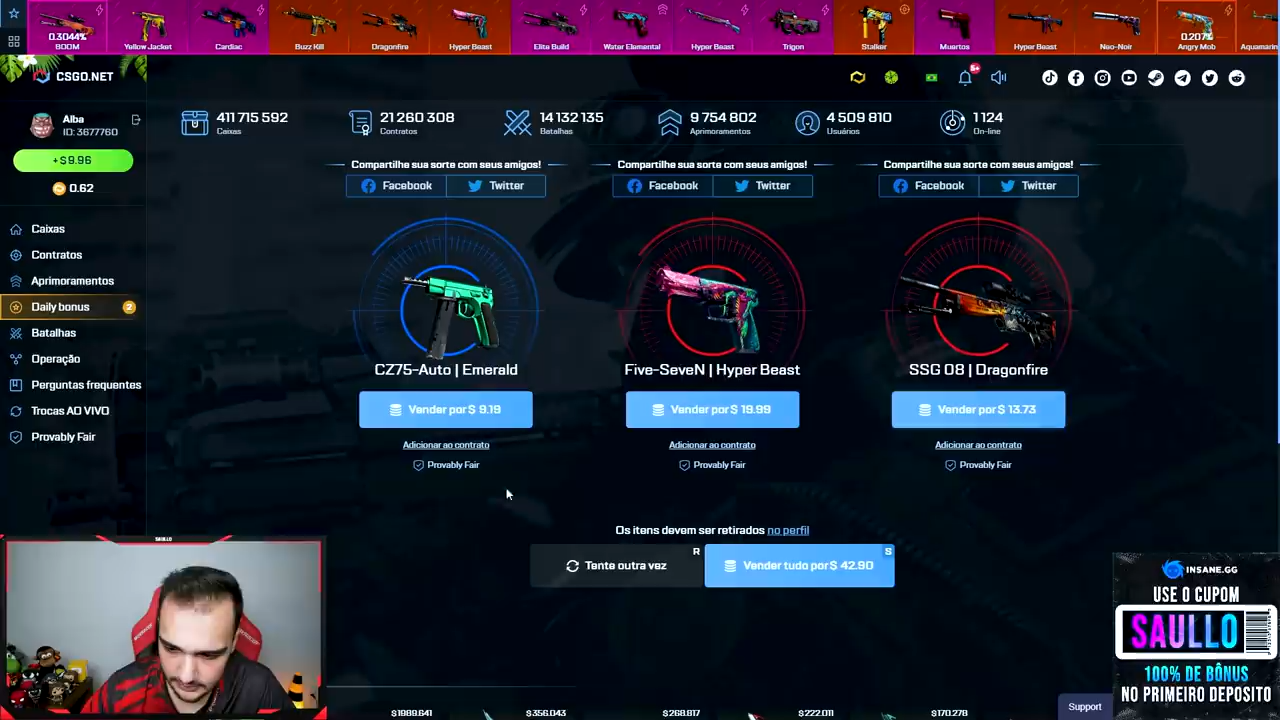 0.3044%
BOOM
Yellow Jacket
Cardiac
Buzz Kill
Dragonfire
Hyper Beast
Elite Build
Water Elemental
Hyper Beast
Trigon
Stalker
Muertos
Hyper Beast
Neo-Noir
0.207%
Angry Mob
CSGO.NET
5+
Alba
ID: 3677760
+$9.96
0.62
411 715 592
Caixas
21 260 308
Contratos
14 132 135
Batalhas
9 754 802
Aprimoramentos
4 509 810
Usuários
1 124
On-line
Caixas
Contratos
Aprimoramentos
Daily bonus 2
Batalhas
Operação
Perguntas frequentes
Trocas AO VIVO
Provably Fair
Compartilhe sua sorte com seus amigos!
Facebook Twitter
CZ75-Auto | Emerald
Vender por $ 9.19
Adicionar ao contrato
Provably Fair
Compartilhe sua sorte com seus amigos!
Facebook Twitter
Five-SeveN | Hyper Beast
Vender por $ 19.99
Adicionar ao contrato
Provably Fair
Compartilhe sua sorte com seus amigos!
Facebook Twitter
SSG 08 | Dragonfire
Vender por $ 13.73
Adicionar ao contrato
Provably Fair
Os itens devem ser retirados no perfil
Tente outra vez R
Vender tudo por $ 42.90 S
SAULLO
INSANE.GG
USE O CUPOM
SAULLO
100% DE BÔNUS
NO PRIMEIRO DEPOSITO
Support
$1989.641
$356.043
$268.817
$222.011
$170.278